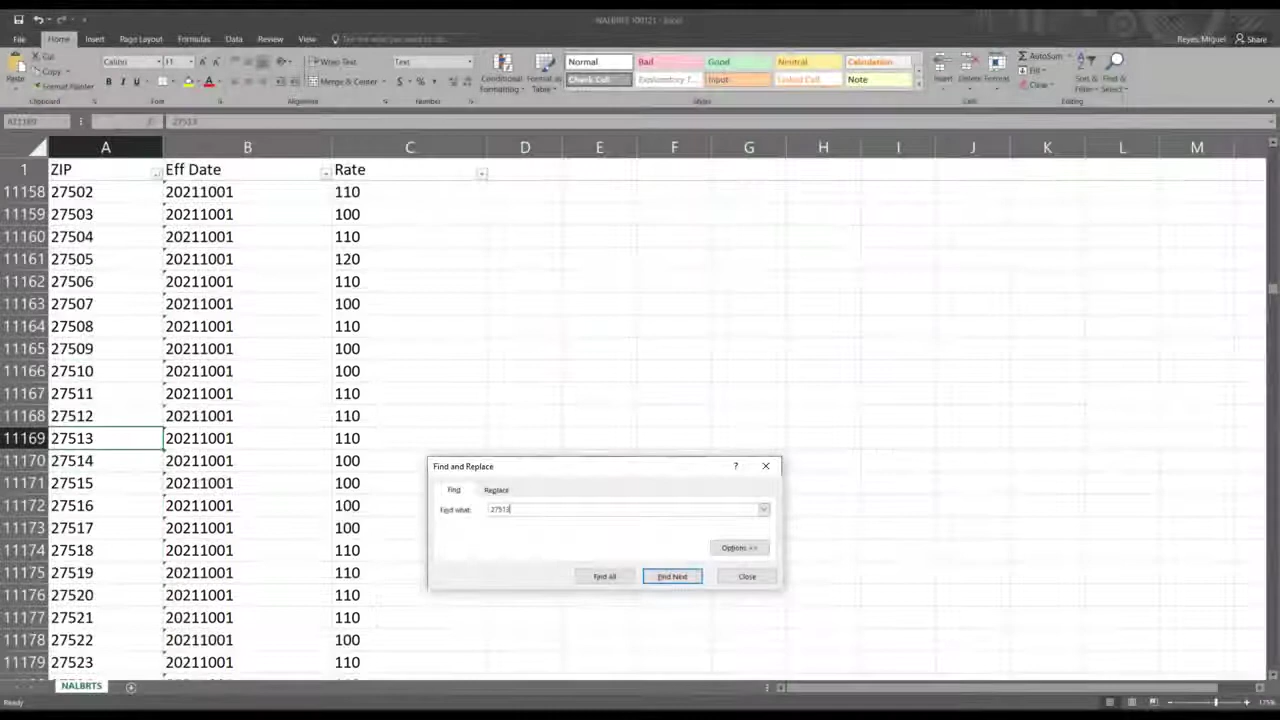 NALBRTS 100121 - Excel
File Home Insert Page Layout Formulas Data Review View Tell me what you want to do... Reyes, Miguel Share
Paste Cut Copy Format Painter Clipboard
Calibri 11 Font
Wrap Text Merge & Center Alignment
Text Number
Conditional Formatting Format as Table
Normal Bad Good Neutral Calculation
Check Cell Explanatory T... Input Linked Cell Note
Styles
Insert Delete Format Cells
AutoSum Fill Clear Sort & Filter Find & Select Editing
A11169 27513
A B C D E F G H I J K L M
1 ZIP Eff Date Rate
11158 27502 20211001 110
11159 27503 20211001 100
11160 27504 20211001 110
11161 27505 20211001 120
11162 27506 20211001 110
11163 27507 20211001 100
11164 27508 20211001 110
11165 27509 20211001 100
11166 27510 20211001 100
11167 27511 20211001 110
11168 27512 20211001 110
11169 27513 20211001 110
11170 27514 20211001 100
11171 27515 20211001 100
11172 27516 20211001 100
11173 27517 20211001 100
11174 27518 20211001 110
11175 27519 20211001 110
11176 27520 20211001 110
11177 27521 20211001 110
11178 27522 20211001 100
11179 27523 20211001 110
Find and Replace ?
Find Replace
Find what: 27513
Options >>
Find All Find Next Close
NALBRTS
Ready 175%